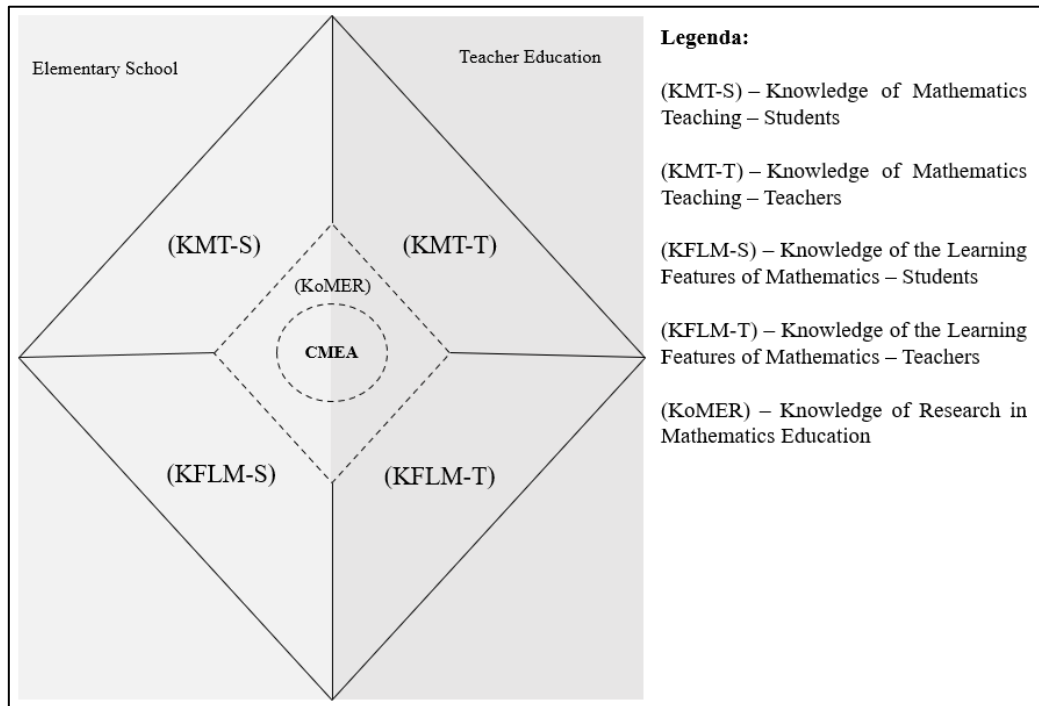 Elementary School
Teacher Education
(KMT-S)
(KMT-T)
(KoMER)
CMEA
(KFLM-S)
(KFLM-T)
Legenda:
(KMT-S) – Knowledge of Mathematics
Teaching – Students
(KMT-T) – Knowledge of Mathematics
Teaching – Teachers
(KFLM-S) – Knowledge of the Learning
Features of Mathematics – Students
(KFLM-T) – Knowledge of the Learning
Features of Mathematics – Teachers
(KoMER) – Knowledge of Research in
Mathematics Education